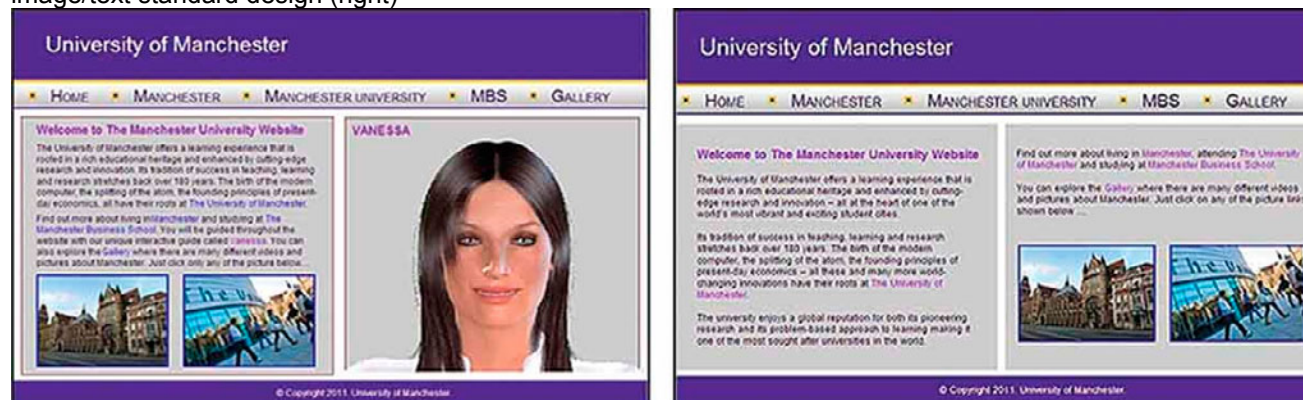 image/text standard design (right)
University of Manchester
HOME MANCHESTER MANCHESTER UNIVERSITY MBS GALLERY
Welcome to The Manchester University Website
The University of Manchester offers a learning experience that is
rooted in a rich educational heritage and enhanced by cutting-edge
research and innovation. Its tradition of success in teaching, learning
and research stretches back over 180 years. The birth of the modern
computer, the splitting of the atom, the founding principles of present-
day economics, all have their roots at The University of Manchester.
Find out more about living inManchester and studying at The
Manchester Business School. You will be guided throughout the
website with our unique interactive guide called vanessa. You can
also explore the Gallery where there are many different videos and
pictures about Manchester. Just click only any of the picture below...
VANESSA
© Copyright 2011. University of Manchester.
University of Manchester
HOME MANCHESTER MANCHESTER UNIVERSITY MBS GALLERY
Welcome to The Manchester University Website
The University of Manchester offers a learning experience that is
rooted in a rich educational heritage and enhanced by cutting-
edge research and innovation – all at the heart of one of the
world's most vibrant and exciting student cities.
Its tradition of success in teaching, learning and research
stretches back over 180 years. The birth of the modern
computer, the splitting of the atom, the founding principles of
present-day economics – all these and many more world-
changing innovations have their roots at The University of
Manchester.
The university enjoys a global reputation for both its pioneering
research and its problem-based approach to learning making it
one of the most sought after universities in the world.
Find out more about living in Manchester, attending The University
of Manchester and studying at Manchester Business School.
You can explore the Gallery where there are many different videos
and pictures about Manchester. Just click on any of the picture links
shown below ...
© Copyright 2011. University of Manchester.